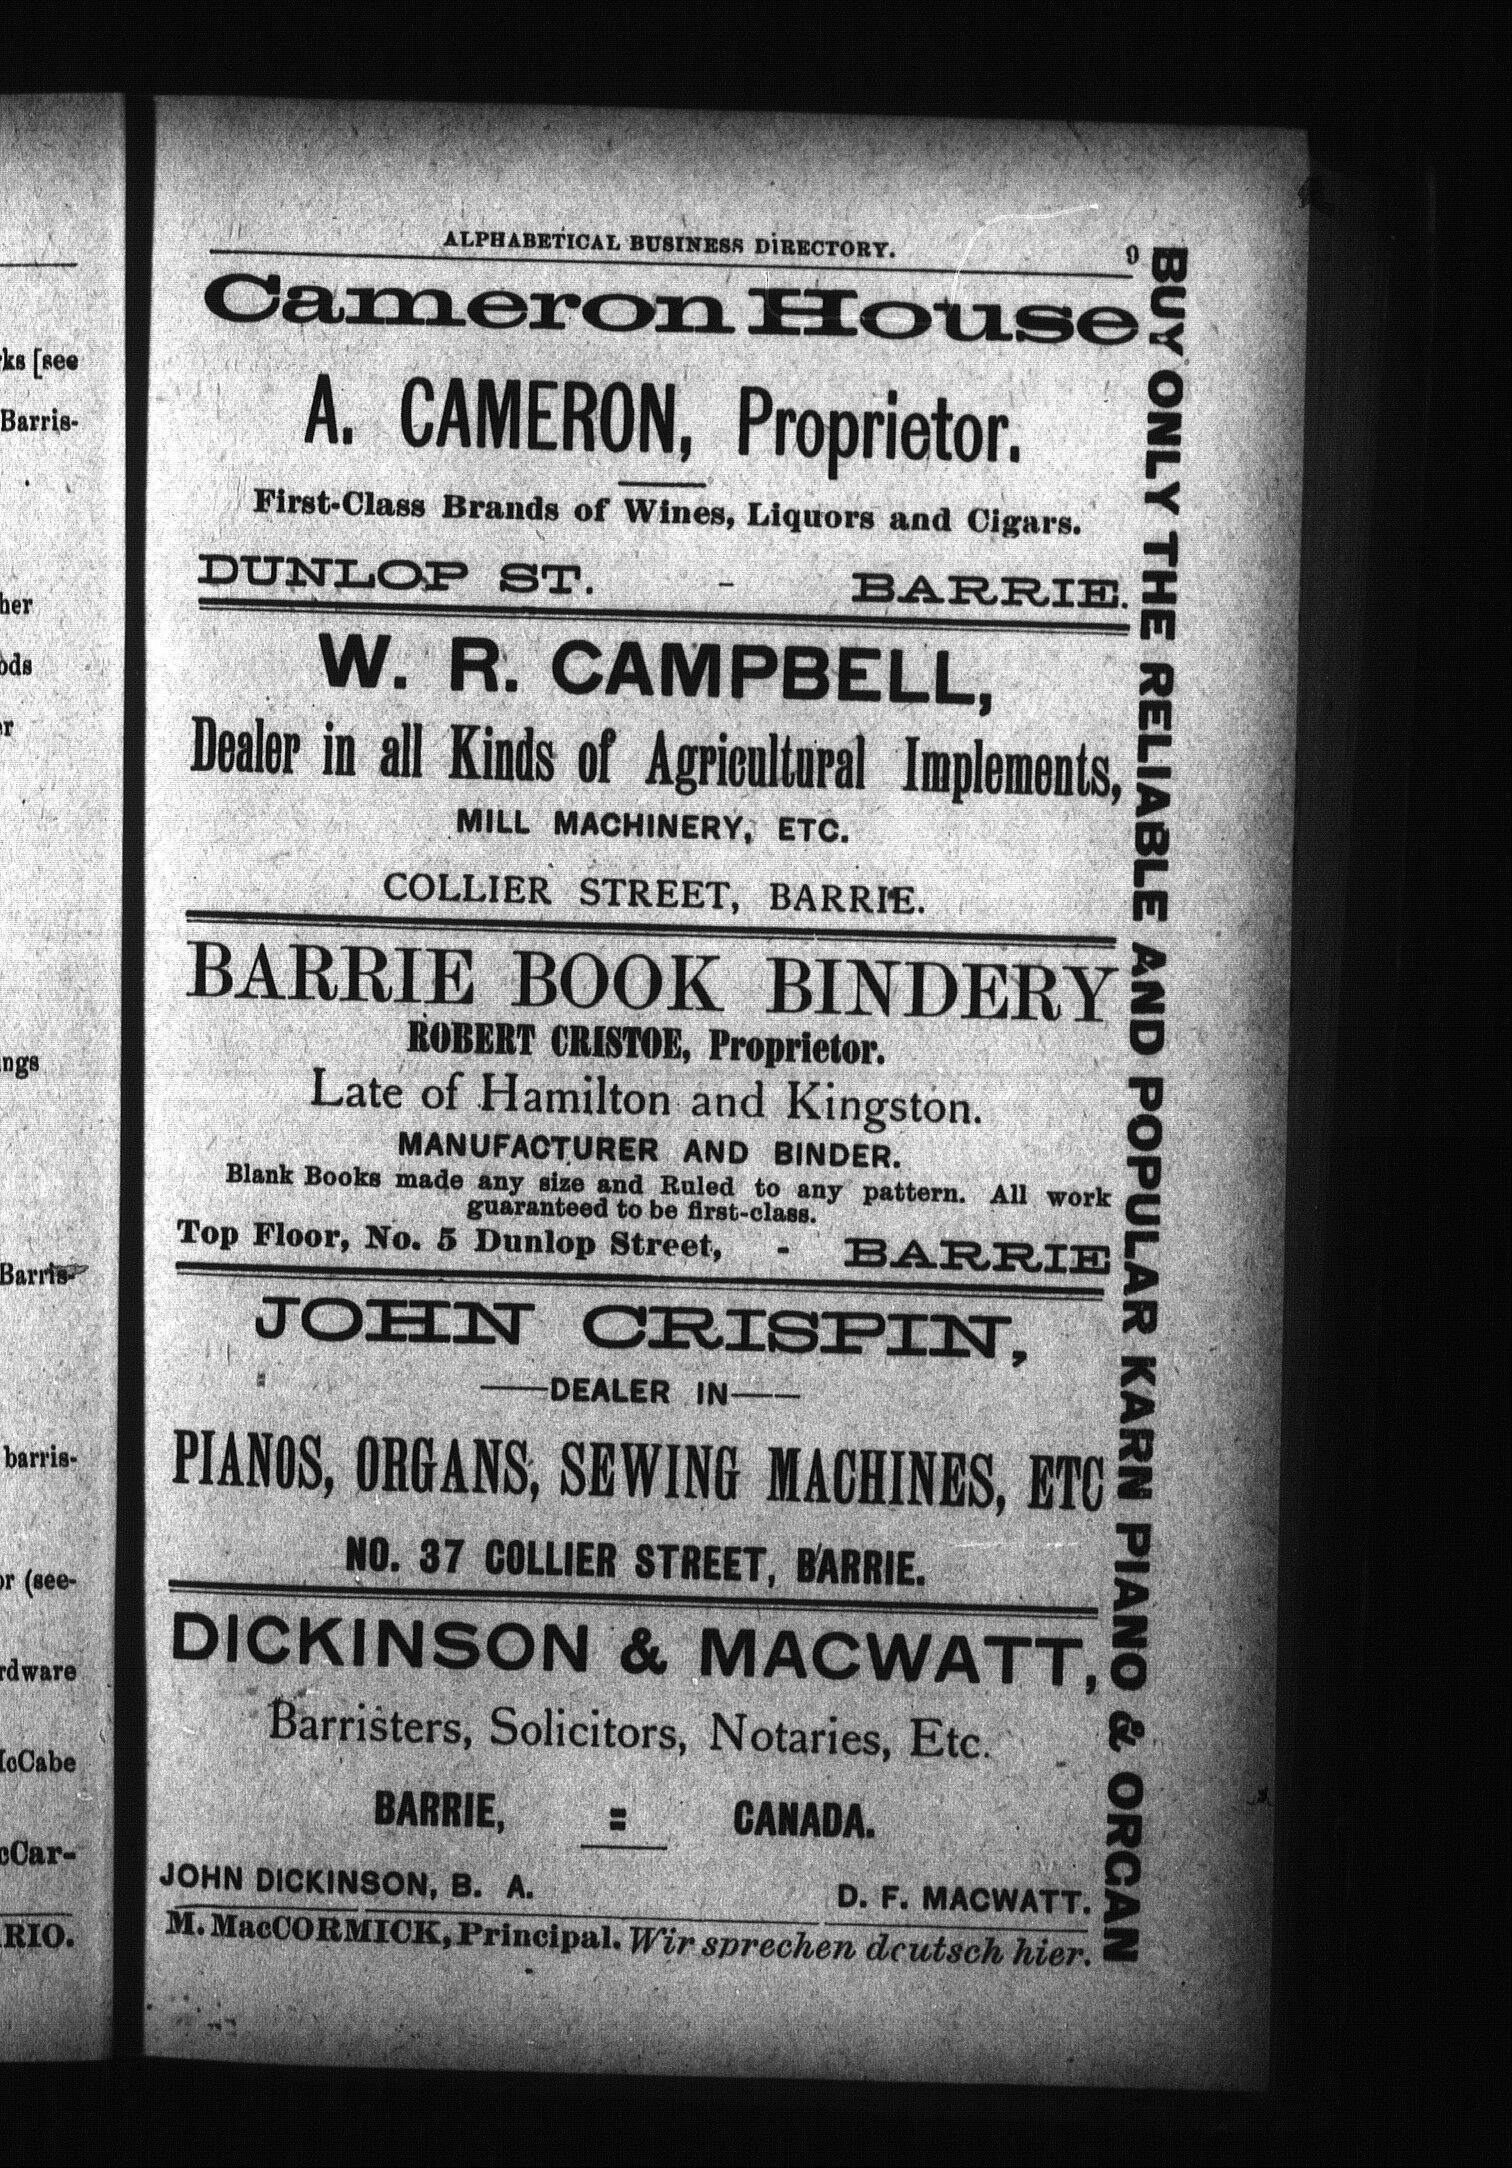 ks [see
Barris-
her
ods
er
ings
Barris-
barris-
or (see-
rdware
McCabe
cCar-
RIO.
ALPHABETICAL BUSINESS DIRECTORY. 9
Cameron House
A. CAMERON, Proprietor.
First-Class Brands of Wines, Liquors and Cigars.
DUNLOP ST. - BARRIE.
W. R. CAMPBELL,
Dealer in all Kinds of Agricultural Implements,
MILL MACHINERY, ETC.
COLLIER STREET, BARRIE.
BARRIE BOOK BINDERY
ROBERT CRISTOE, Proprietor.
Late of Hamilton and Kingston.
MANUFACTURER AND BINDER.
Blank Books made any size and Ruled to any pattern. All work
guaranteed to be first-class.
Top Floor, No. 5 Dunlop Street, - BARRIE
JOHN CRISPIN,
—DEALER IN—
PIANOS, ORGANS, SEWING MACHINES, ETC
NO. 37 COLLIER STREET, BARRIE.
DICKINSON & MACWATT,
Barristers, Solicitors, Notaries, Etc.
BARRIE, = CANADA.
JOHN DICKINSON, B. A. D. F. MACWATT.
M. MacCORMICK, Principal. Wir sprechen deutsch hier.
BUY ONLY THE RELIABLE AND POPULAR KARN PIANO & ORGAN